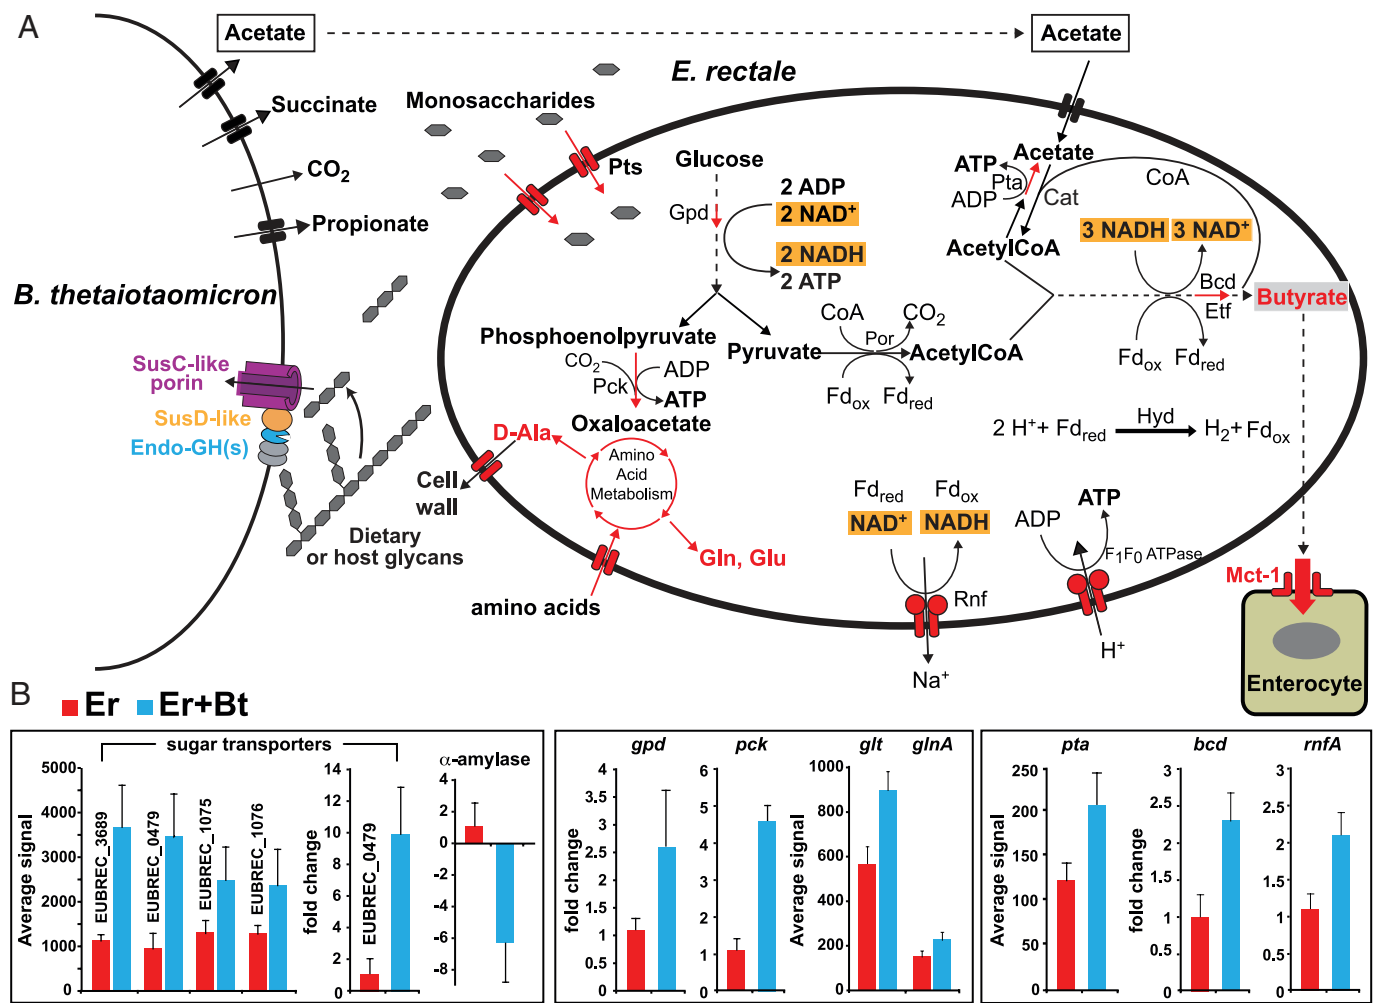 A
Acetate
Acetate
E. rectale
Succinate
Monosaccharides
CO2
Pts
Propionate
B. thetaiotaomicron
SusC-like
porin
SusD-like
Endo-GH(s)
Dietary
or host glycans
Glucose
Gpd
2 ADP
2 NAD+
2 NADH
2 ATP
Phosphoenolpyruvate
Pyruvate
CO2
Pck
ADP
ATP
Oxaloacetate
D-Ala
Amino
Acid
Metabolism
Cell
wall
Gln, Glu
amino acids
CoA
Por
CO2
AcetylCoA
Fdox
Fdred
Acetate
ATP
Pta
ADP
Cat
CoA
AcetylCoA
3 NADH
3 NAD+
Bcd
Etf
Butyrate
Fdox
Fdred
2 H+ + Fdred
Hyd
H2 + Fdox
Fdred
Fdox
NAD+
NADH
Rnf
Na+
ADP
ATP
F1F0 ATPase
H+
Mct-1
Enterocyte
B
Er
Er+Bt
sugar transporters
Average signal
5000
4500
4000
3500
3000
2500
2000
1000
500
0
EUBREC_3689
EUBREC_0479
EUBREC_1075
EUBREC_1076
fold change
14
12
10
8
6
4
2
0
EUBREC_0479
α-amylase
4
2
0
-2
-4
-6
-8
gpd
fold change
4
3.5
3
2.5
2
1.5
1
0.5
0
pck
6
5
4
3
2
1
0
glt
glnA
Average signal
1000
800
600
400
200
0
pta
Average signal
250
200
150
100
50
0
bcd
fold change
3
2.5
2
1.5
1
0.5
0
rnfA
3
2.5
2
1.5
1
0.5
0